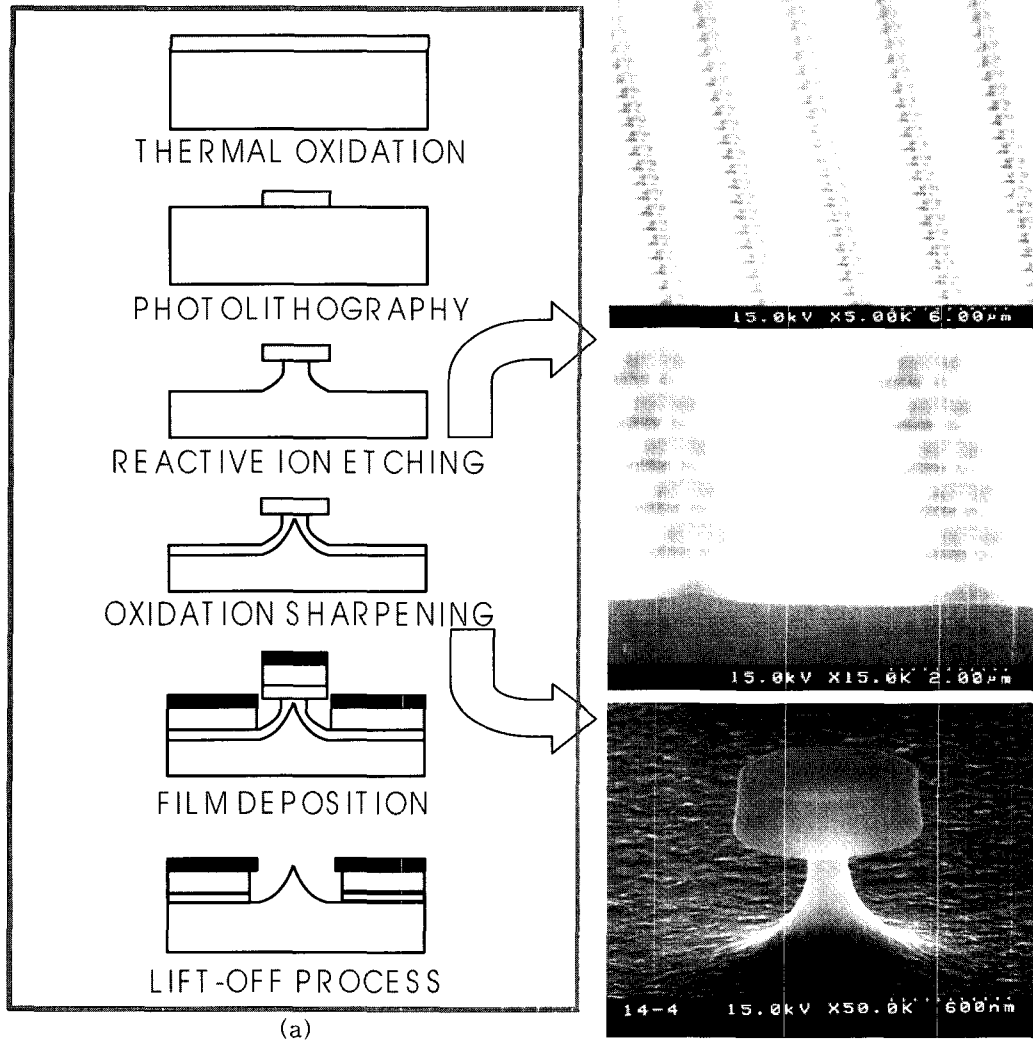 THERMAL OXIDATION
PHOTOLITHOGRAPHY
REACTIVE ION ETCHING
OXIDATION SHARPENING
FILM DEPOSITION
LIFT-OFF PROCESS
(a)
15.0kV X5.00K 6.00µm
15.0kV X15.0K 2.00µm
14-4 15.0kV X50.0K 600nm